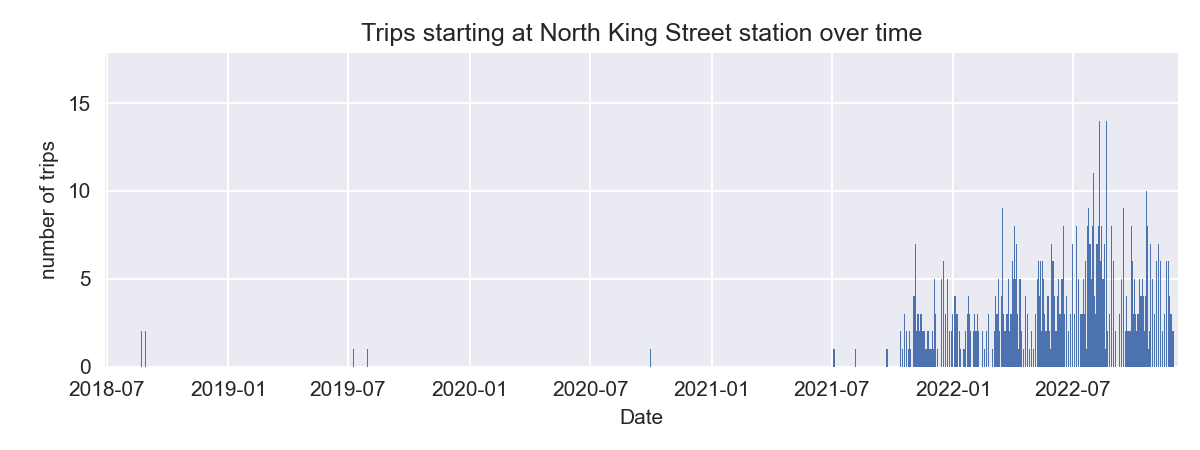 Trips starting at North King Street station over time
number of trips
15
10
5
0
2018-07 2019-01 2019-07 2020-01 2020-07 2021-01 2021-07 2022-01 2022-07
Date